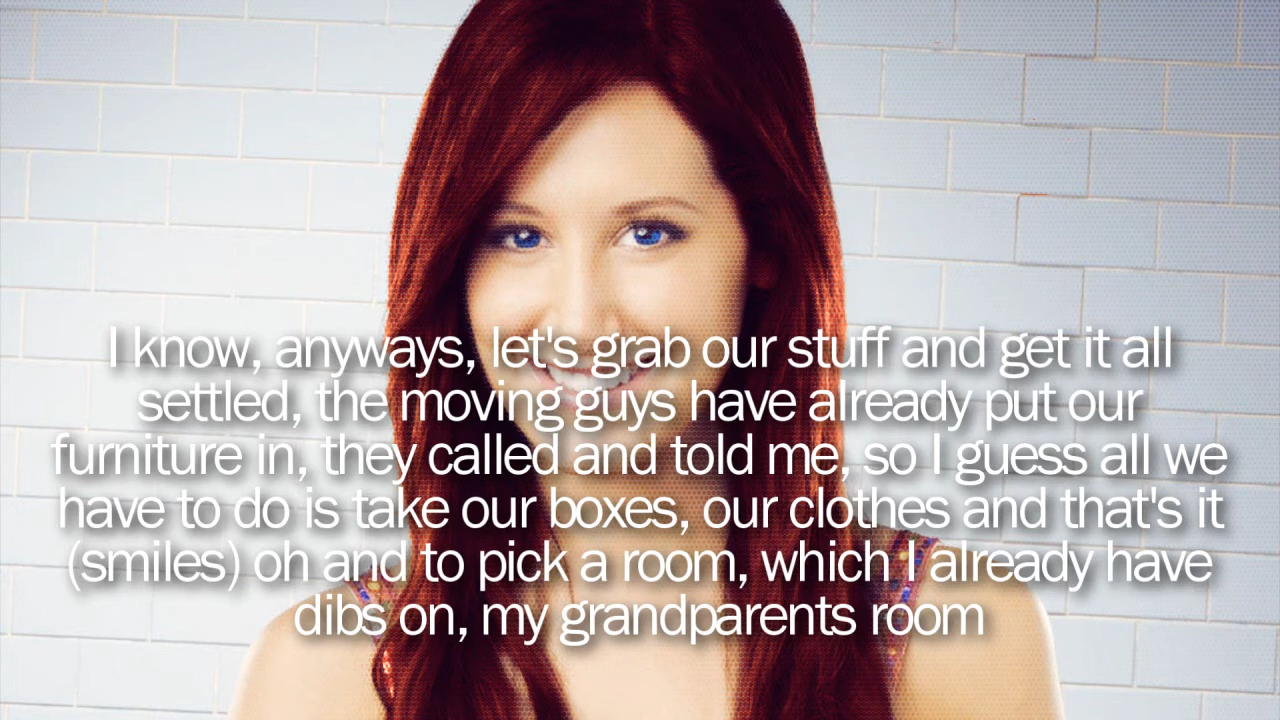 I know, anyways, let's grab our stuff and get it all
settled, the moving guys have already put our
furniture in, they called and told me, so I guess all we
have to do is take our boxes, our clothes and that's it
(smiles) oh and to pick a room, which I already have
dibs on, my grandparents room